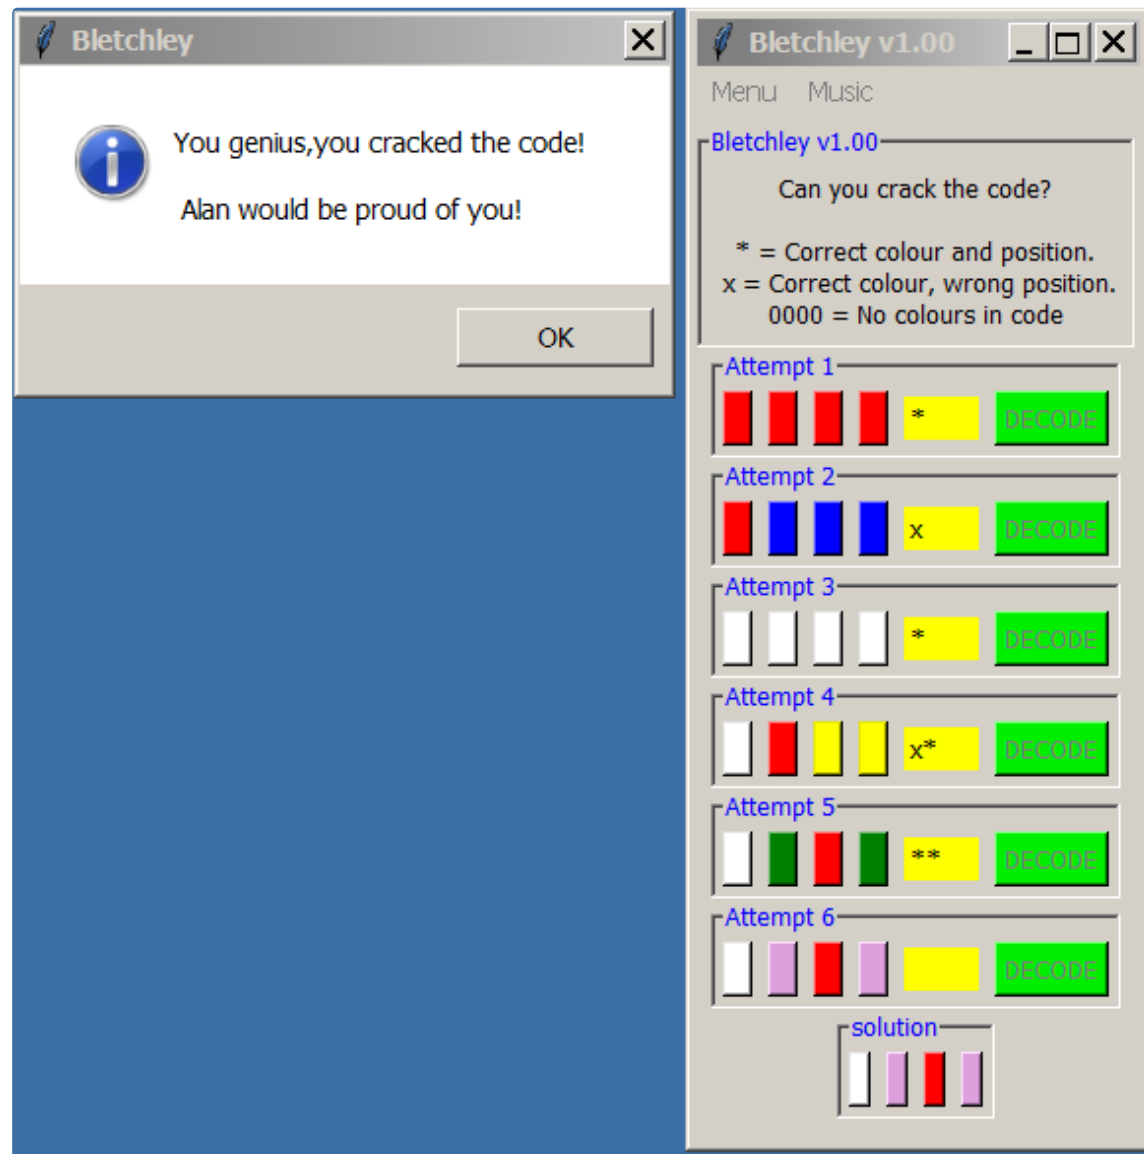 Bletchley
You genius,you cracked the code!
Alan would be proud of you!
OK
Bletchley v1.00
Menu Music
Bletchley v1.00
Can you crack the code?
* = Correct colour and position.
x = Correct colour, wrong position.
0000 = No colours in code
Attempt 1
* DECODE
Attempt 2
x DECODE
Attempt 3
* DECODE
Attempt 4
x* DECODE
Attempt 5
** DECODE
Attempt 6
DECODE
solution